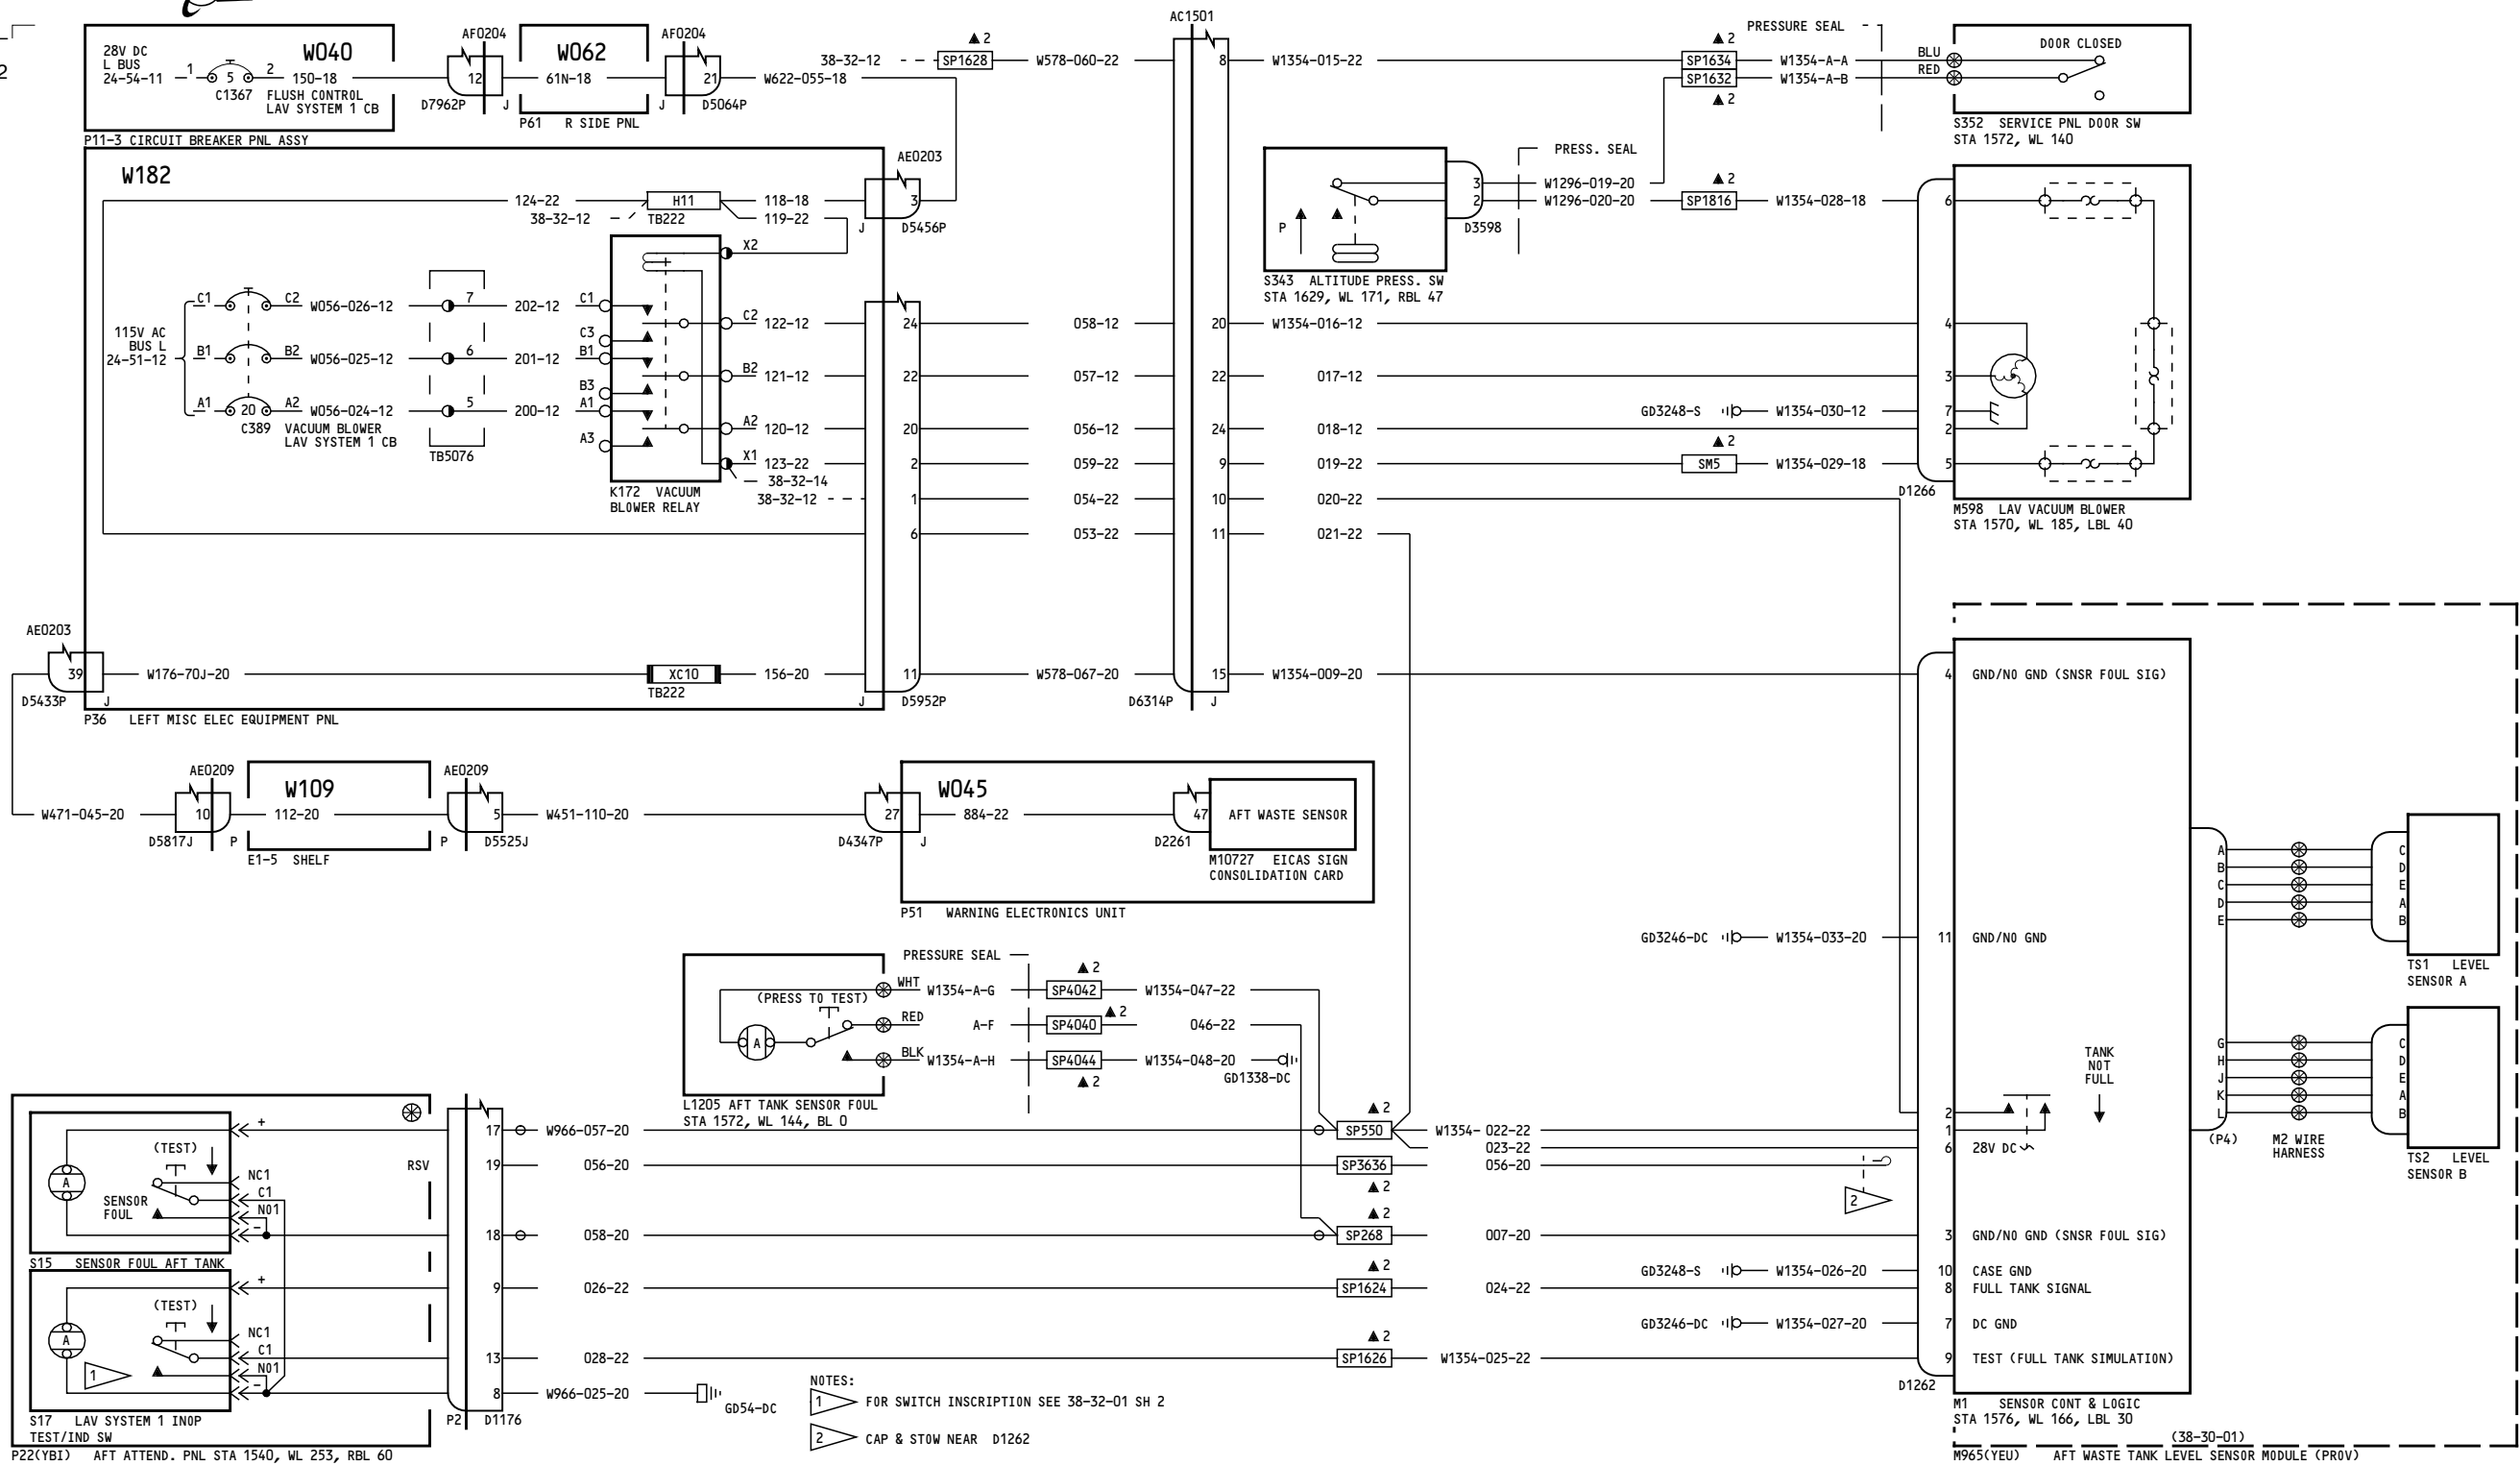 AC1501
PRESSURE SEAL
2
28V DC
L BUS
24-54-11
1
5
2
150-18
C1367
FLUSH CONTROL
LAV SYSTEM 1 CB
W040
P11-3 CIRCUIT BREAKER PNL ASSY
AF0204
12
D7962P
J
W062
61N-18
P61 R SIDE PNL
AF0204
21
J
D5064P
W622-055-18
38-32-12
2
SP1628
W578-060-22
8
W1354-015-22
2
SP1634
SP1632
2
W1354-A-A
W1354-A-B
BLU
RED
DOOR CLOSED
S352 SERVICE PNL DOOR SW
STA 1572, WL 140
W182
124-22
38-32-12
H11
TB222
118-18
119-22
AE0203
3
J
D5456P
P
PRESS. SEAL
3
2
D3598
W1296-019-20
W1296-020-20
S343 ALTITUDE PRESS. SW
STA 1629, WL 171, RBL 47
2
SP1816
W1354-028-18
6
115V AC
BUS L
24-51-12
C1
C2
W056-026-12
7
202-12
C1
B1
B2
W056-025-12
6
201-12
C3
B1
A1
20
A2
W056-024-12
5
200-12
B3
A1
A3
C389
VACUUM BLOWER
LAV SYSTEM 1 CB
TB5076
X2
C2
122-12
B2
121-12
A2
120-12
X1
123-22
38-32-14
38-32-12
K172 VACUUM
BLOWER RELAY
24
058-12
20
W1354-016-12
4
22
057-12
22
017-12
3
GD3248-S
W1354-030-12
7
20
056-12
24
018-12
2
2
059-22
9
019-22
2
SM5
W1354-029-18
5
1
054-22
10
020-22
D1266
6
053-22
11
021-22
M598 LAV VACUUM BLOWER
STA 1570, WL 185, LBL 40
AE0203
39
D5433P
J
W176-70J-20
XC10
TB222
156-20
11
J
D5952P
W578-067-20
15
D6314P
J
W1354-009-20
4
GND/NO GND (SNSR FOUL SIG)
P36 LEFT MISC ELEC EQUIPMENT PNL
W471-045-20
AE0209
10
D5817J
P
W109
112-20
E1-5 SHELF
AE0209
5
P
D5525J
W451-110-20
27
D4347P
J
W045
884-22
47
D2261
AFT WASTE SENSOR
M10727 EICAS SIGN
CONSOLIDATION CARD
P51 WARNING ELECTRONICS UNIT
GD3246-DC
W1354-033-20
11
GND/NO GND
A
B
C
D
E
C
D
E
A
B
TS1 LEVEL
SENSOR A
PRESSURE SEAL
(PRESS TO TEST)
A
WHT
W1354-A-G
2
SP4042
W1354-047-22
RED
A-F
SP4040
2
046-22
BLK
W1354-A-H
SP4044
2
W1354-048-20
GD1338-DC
L1205 AFT TANK SENSOR FOUL
STA 1572, WL 144, BL 0
G
H
J
K
L
C
D
E
A
B
(P4)
M2 WIRE
HARNESS
TS2 LEVEL
SENSOR B
TANK
NOT
FULL
2
1
6
28V DC
(TEST)
A
SENSOR
FOUL
+
NC1
C1
NO1
-
RSV
S15 SENSOR FOUL AFT TANK
17
W966-057-20
2
SP550
W1354- 022-22
023-22
19
056-20
SP3636
2
056-20
2
18
058-20
2
SP268
007-20
3
GND/NO GND (SNSR FOUL SIG)
GD3248-S
W1354-026-20
10
CASE GND
9
026-22
2
SP1624
024-22
8
FULL TANK SIGNAL
GD3246-DC
W1354-027-20
7
DC GND
13
028-22
2
SP1626
W1354-025-22
9
TEST (FULL TANK SIMULATION)
8
W966-025-20
GD54-DC
(TEST)
A
1
+
NC1
C1
NO1
-
S17 LAV SYSTEM 1 INOP
TEST/IND SW
P2
D1176
P22(YBI) AFT ATTEND. PNL STA 1540, WL 253, RBL 60
NOTES:
1 FOR SWITCH INSCRIPTION SEE 38-32-01 SH 2
2 CAP & STOW NEAR D1262
D1262
M1 SENSOR CONT & LOGIC
STA 1576, WL 166, LBL 30
(38-30-01)
M965(YEU) AFT WASTE TANK LEVEL SENSOR MODULE (PROV)